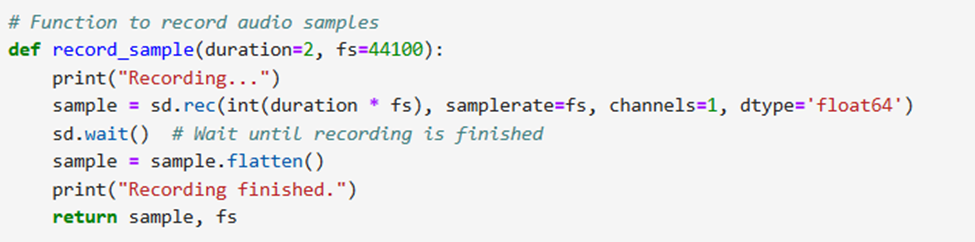 # Function to record audio samples
def record_sample(duration=2, fs=44100):
    print("Recording...")
    sample = sd.rec(int(duration * fs), samplerate=fs, channels=1, dtype='float64')
    sd.wait()  # Wait until recording is finished
    sample = sample.flatten()
    print("Recording finished.")
    return sample, fs